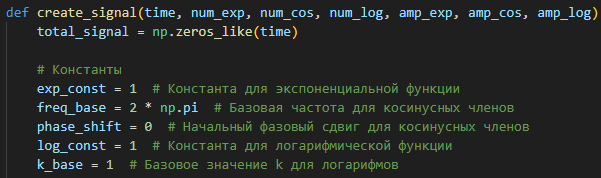 def create_signal(time, num_exp, num_cos, num_log, amp_exp, amp_cos, amp_log)
total_signal = np.zeros_like(time)
# Константы
exp_const = 1  # Константа для экспоненциальной функции
freq_base = 2 * np.pi  # Базовая частота для косинусных членов
phase_shift = 0  # Начальный фазовый сдвиг для косинусных членов
log_const = 1  # Константа для логарифмической функции
k_base = 1  # Базовое значение k для логарифмов